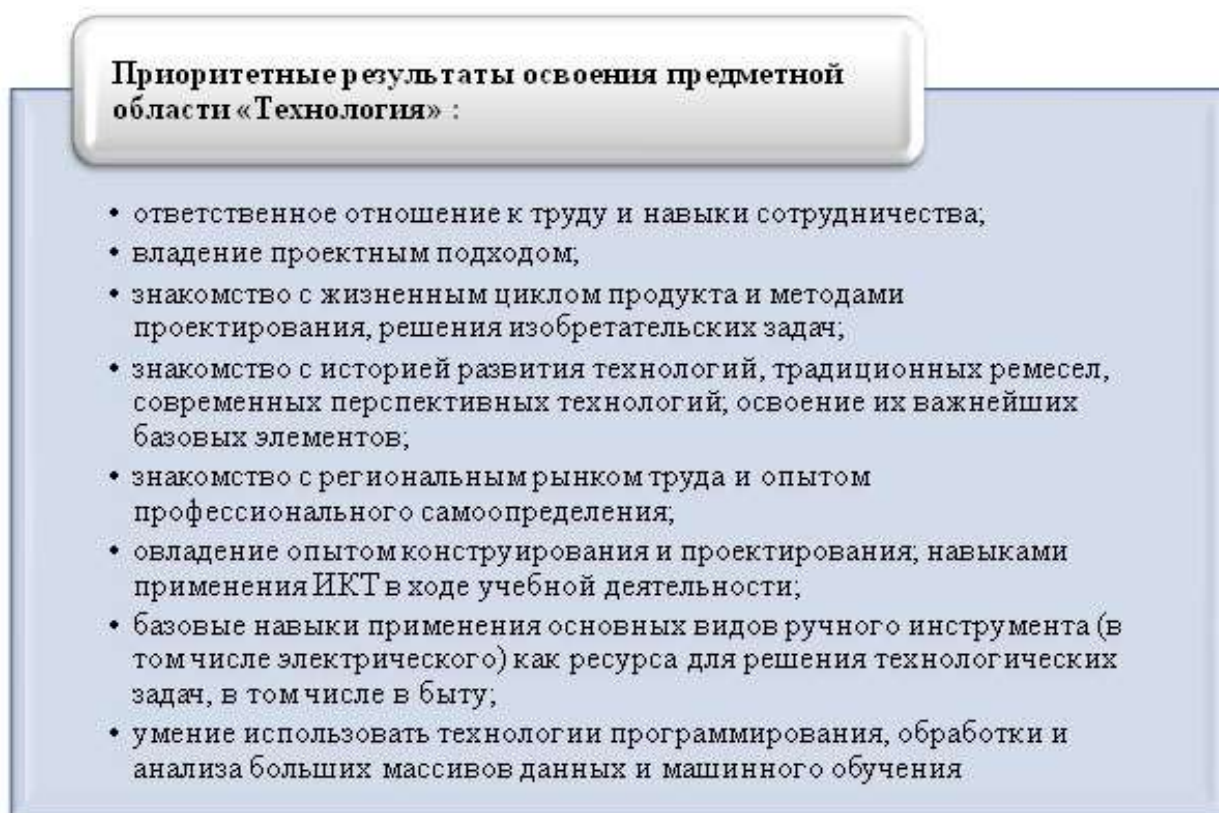 Приоритетные результаты освоения предметной
области «Технология» :
• ответственное отношение к труду и навыки сотрудничества;
• владение проектным подходом;
• знакомство с жизненным циклом продукта и методами
проектирования, решения изобретательских задач;
• знакомство с историей развития технологий, традиционных ремесел,
современных перспективных технологий; освоение их важнейших
базовых элементов;
• знакомство с региональным рынком труда и опытом
профессионального самоопределения;
• овладение опытом конструирования и проектирования; навыками
применения ИКТ в ходе учебной деятельности;
• базовые навыки применения основных видов ручного инструмента (в
том числе электрического) как ресурса для решения технологических
задач, в том числе в быту;
• умение использовать технологии программирования, обработки и
анализа больших массивов данных и машинного обучения